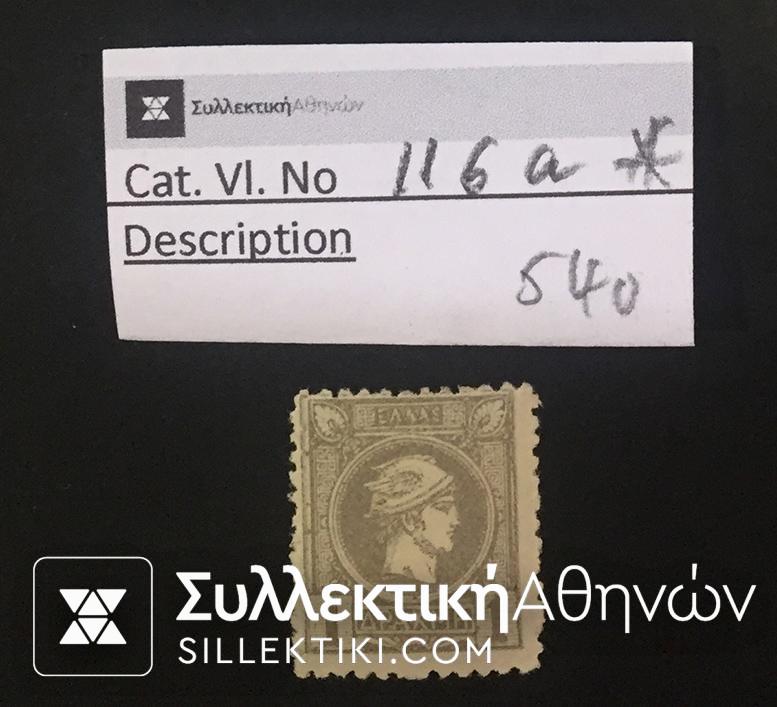 ΣυλλεκτικήΑθηνών
Cat. Vl. No 116 a *
Description
540
ΕΛΛΑΣ
ΣυλλεκτικήΑθηνών
SILLEKTIKI.COM